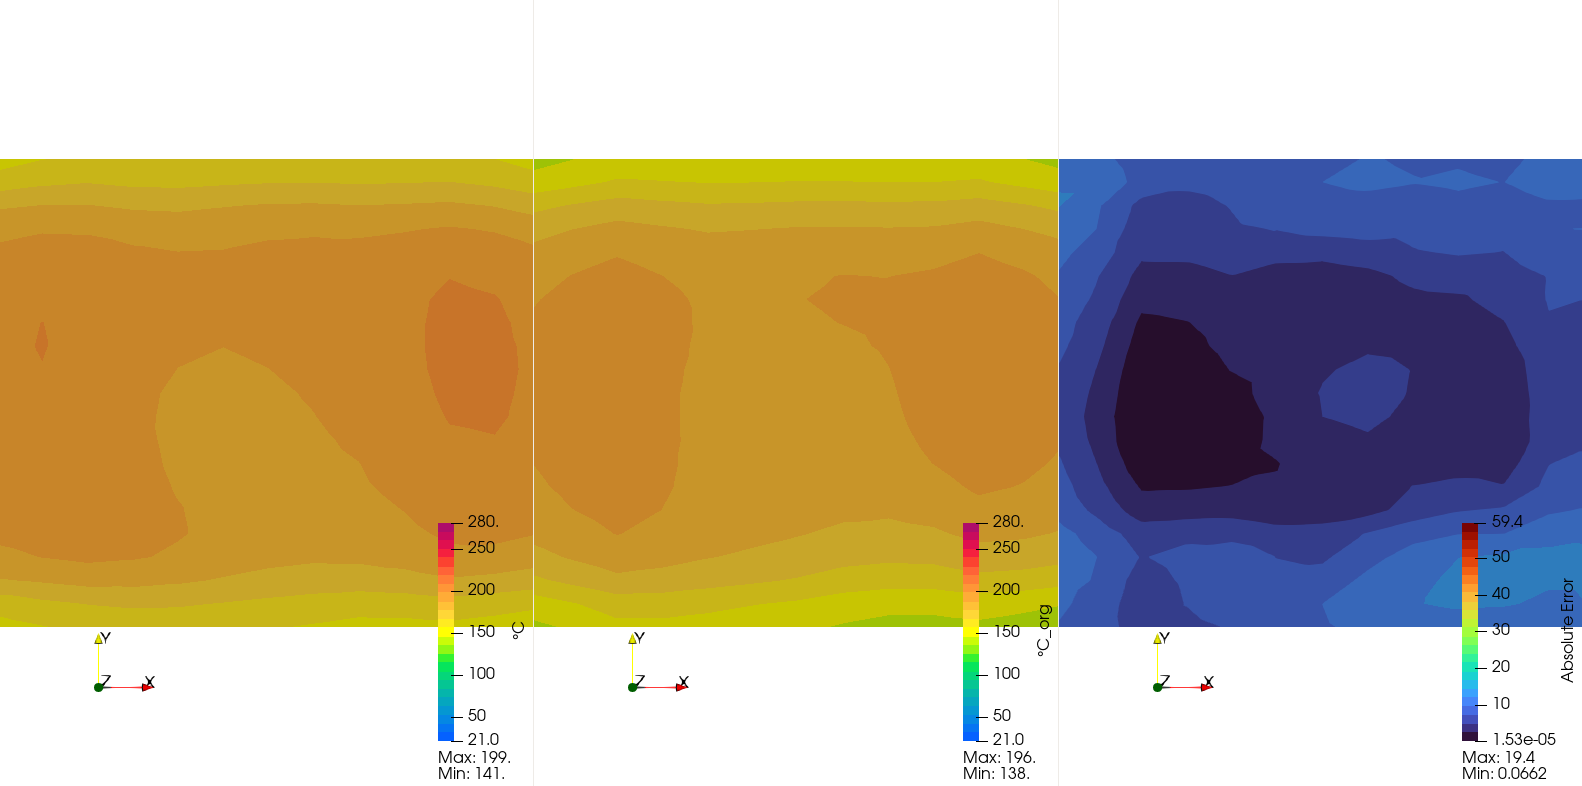 280.
250
200
150
100
50
21.0
°C
Max: 199.
Min: 141.
Y
Z
X
280.
250
200
150
100
50
21.0
°C_org
Max: 196.
Min: 138.
Y
Z
X
59.4
50
40
30
20
10
1.53e-05
Absolute Error
Max: 19.4
Min: 0.0662
Y
Z
X